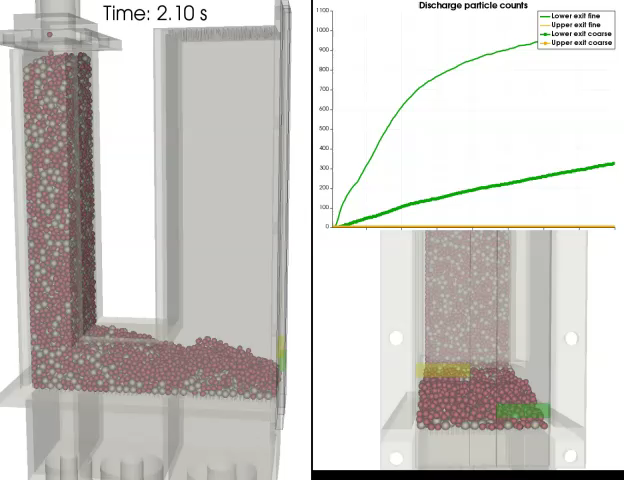 Time: 2.10 s
Discharge particle counts
Lower exit fine
Upper exit fine
Lower exit coarse
Upper exit coarse
1100
1000
900
800
700
600
500
400
300
200
100
0